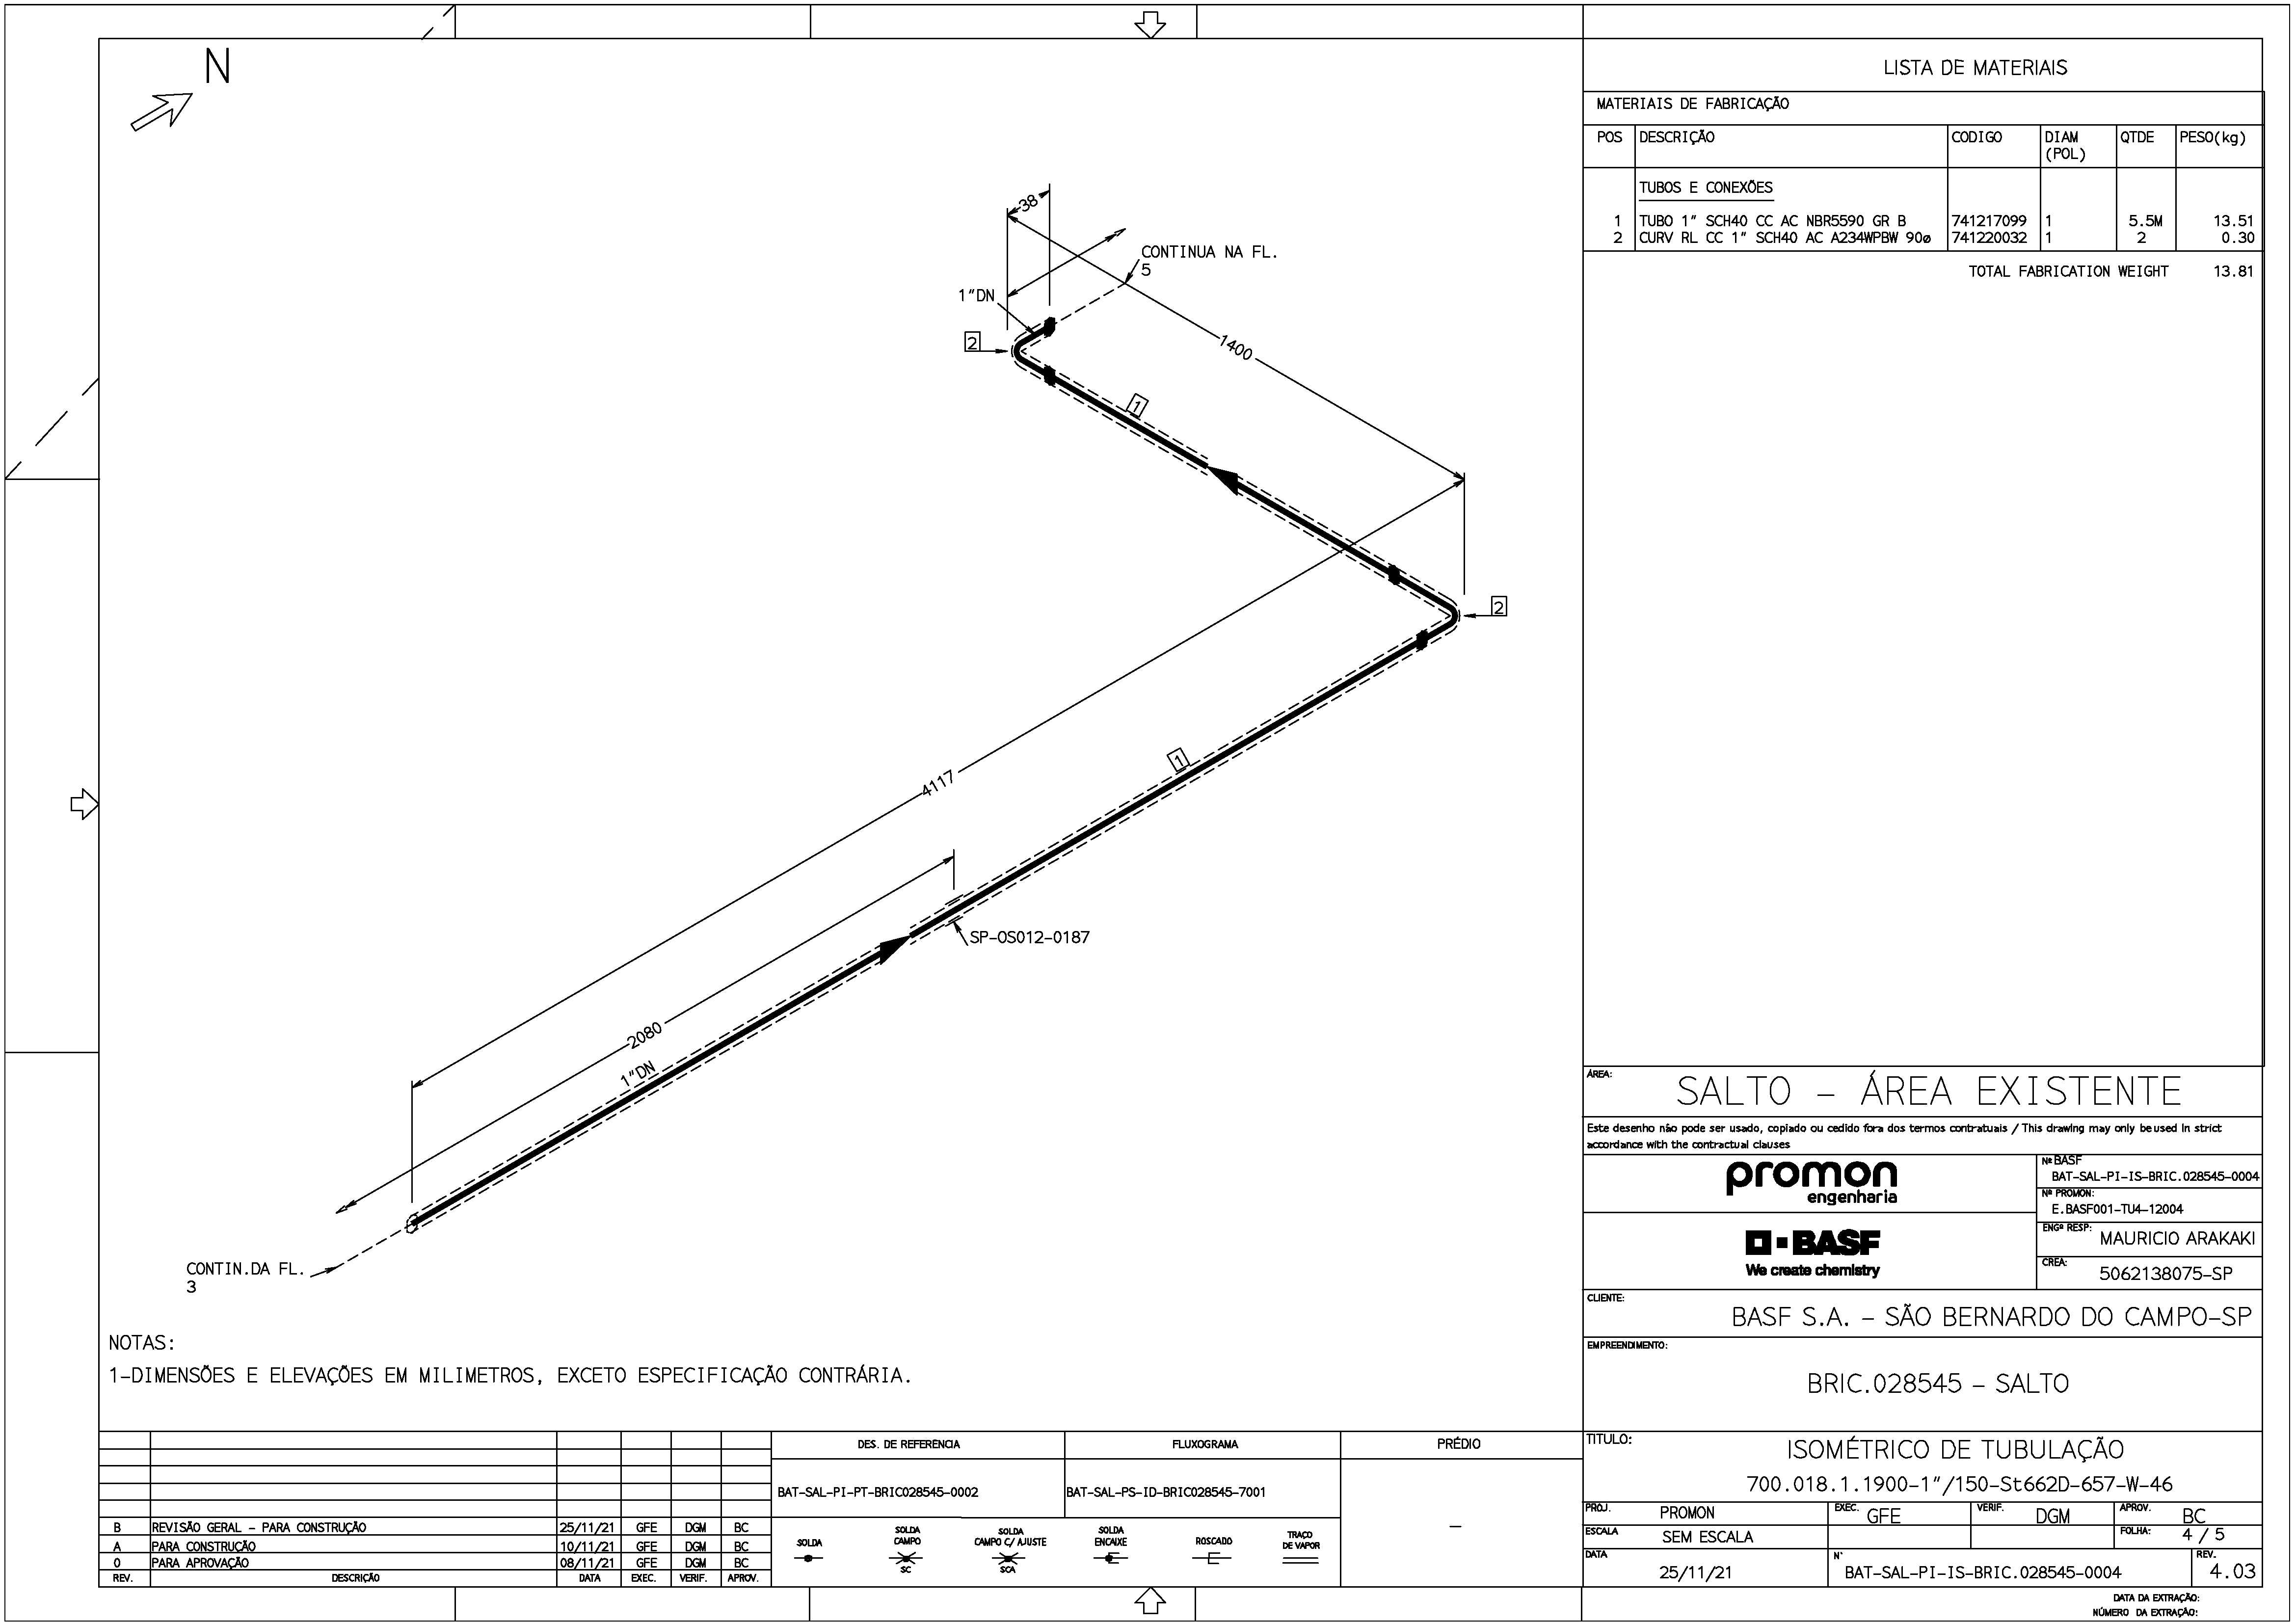 N
38
CONTINUA NA FL.
5
1"DN
2
1400
1
2
1
4117
SP-OS012-0187
2080
1"DN
CONTIN.DA FL.
3
NOTAS:
1-DIMENSÕES E ELEVAÇÕES EM MILIMETROS, EXCETO ESPECIFICAÇÃO CONTRÁRIA.
LISTA DE MATERIAIS
MATERIAIS DE FABRICAÇÃO
POS DESCRIÇÃO CODIGO DIAM (POL) QTDE PESO(kg)
TUBOS E CONEXÕES
1 TUBO 1" SCH40 CC AC NBR5590 GR B 741217099 1 5.5M 13.51
2 CURV RL CC 1" SCH40 AC A234WPBW 90ø 741220032 1 2 0.30
TOTAL FABRICATION WEIGHT 13.81
ÁREA:
SALTO - ÁREA EXISTENTE
Este desenho não pode ser usado, copiado ou cedido fora dos termos contratuais / This drawing may only be used in strict
accordance with the contractual clauses
promon
engenharia
Nº BASF
BAT-SAL-PI-IS-BRIC.028545-0004
Nº PROMON:
E.BASF001-TU4-12004
BASF
We create chemistry
ENGº RESP:
MAURICIO ARAKAKI
CREA:
5062138075-SP
CLIENTE:
BASF S.A. - SÃO BERNARDO DO CAMPO-SP
EMPREENDIMENTO:
BRIC.028545 - SALTO
TITULO:
ISOMÉTRICO DE TUBULAÇÃO
700.018.1.1900-1"/150-St662D-657-W-46
PROJ. PROMON EXEC. GFE VERIF. DGM APROV. BC
ESCALA SEM ESCALA FOLHA: 4 / 5
DATA 25/11/21 N° BAT-SAL-PI-IS-BRIC.028545-0004 REV. 4.03
DATA DA EXTRAÇÃO:
NÚMERO DA EXTRAÇÃO:
B REVISÃO GERAL - PARA CONSTRUÇÃO 25/11/21 GFE DGM BC
A PARA CONSTRUÇÃO 10/11/21 GFE DGM BC
0 PARA APROVAÇÃO 08/11/21 GFE DGM BC
REV. DESCRIÇÃO DATA EXEC. VERIF. APROV.
DES. DE REFERÊNCIA FLUXOGRAMA PRÉDIO
BAT-SAL-PI-PT-BRIC028545-0002 BAT-SAL-PS-ID-BRIC028545-7001 -
SOLDA
SOLDA CAMPO
SC
SOLDA CAMPO C/ AJUSTE
SCA
SOLDA ENCAIXE
ROSCADO
TRAÇO DE VAPOR